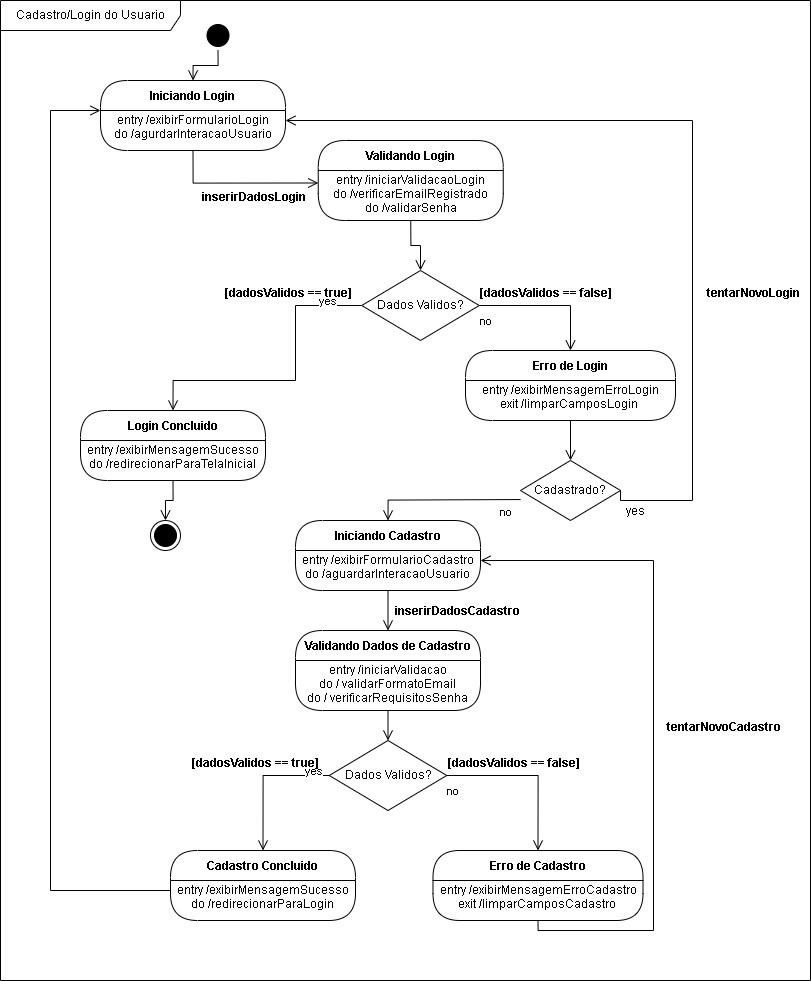 Cadastro/Login do Usuario
Iniciando Login
entry /exibirFormularioLogin
do /agurdarInteracaoUsuario
inserirDadosLogin
Validando Login
entry /iniciarValidacaoLogin
do /verificarEmailRegistrado
do /validarSenha
[dadosValidos == true]
yes
Dados Validos?
[dadosValidos == false]
no
tentarNovoLogin
Erro de Login
entry /exibirMensagemErroLogin
exit /limparCamposLogin
Login Concluido
entry /exibirMensagemSucesso
do /redirecionarParaTelaInicial
Cadastrado?
no
yes
Iniciando Cadastro
entry /exibirFormularioCadastro
do /aguardarInteracaoUsuario
inserirDadosCadastro
Validando Dados de Cadastro
entry /iniciarValidacao
do / validarFormatoEmail
do / verificarRequisitosSenha
tentarNovoCadastro
[dadosValidos == true]
yes
Dados Validos?
[dadosValidos == false]
no
Cadastro Concluido
entry /exibirMensagemSucesso
do /redirecionarParaLogin
Erro de Cadastro
entry /exibirMensagemErroCadastro
exit /limparCamposCadastro